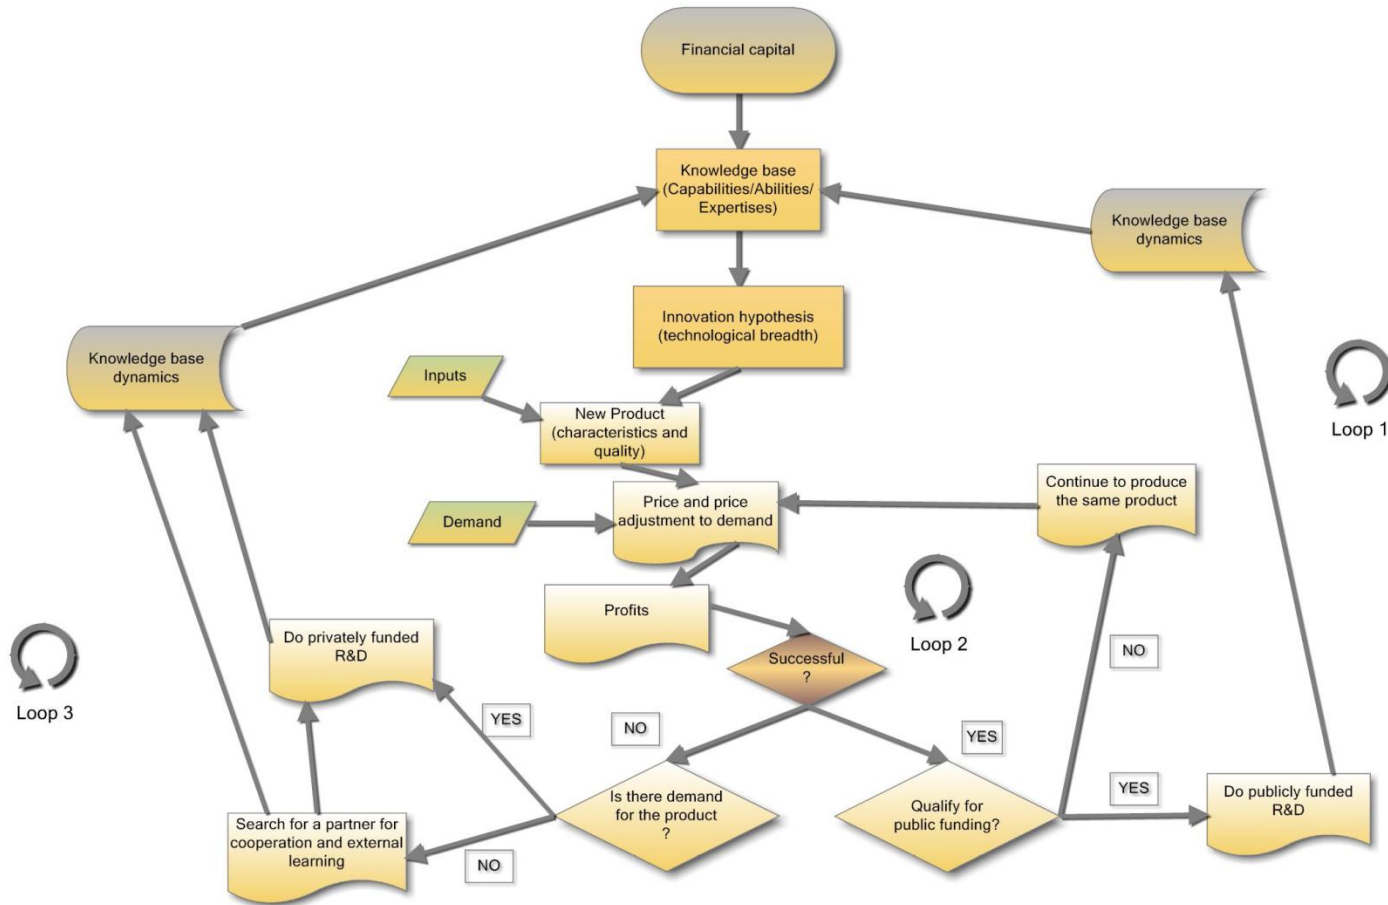 Financial capital
Knowledge base
(Capabilities/Abilities/
Expertises)
Knowledge base
dynamics
Innovation hypothesis
(technological breadth)
Knowledge base
dynamics
Inputs
Loop 1
New Product
(characteristics and
quality)
Continue to produce
the same product
Price and price
adjustment to demand
Demand
Profits
Loop 2
Do privately funded
R&D
Successful
?
NO
Loop 3
YES
NO
YES
YES
Is there demand
for the product
?
Qualify for
public funding?
Do publicly funded
R&D
Search for a partner for
cooperation and external
learning
NO